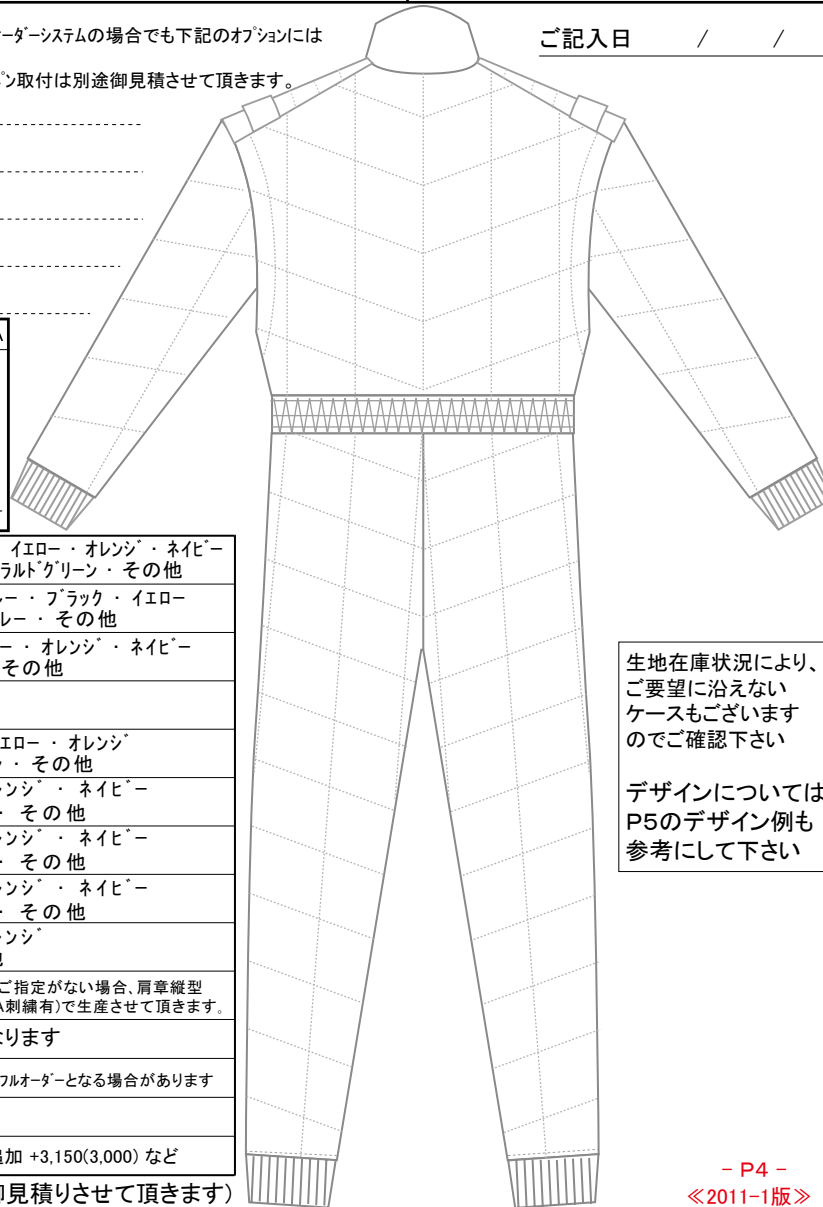 ーダーシステムの場合でも下記のオプションには
ご記入日 / /
ン取付は別途御見積させて頂きます。
イエロー ・ オレンジ ・ ネイビー
ラルドグリーン ・ その他
ー ・ ブラック ・ イエロー
レー ・ その他
ー ・ オレンジ ・ ネイビー
その他
エロー ・ オレンジ
・ その他
ンジ ・ ネイビー
・ その他
ンジ ・ ネイビー
・ その他
レンジ ・ ネイビー
・ その他
レンジ
ご指定がない場合、肩章縦型
A刺繍有)で生産させて頂きます。
なります
フルオーダーとなる場合があります
追加 +3,150(3,000) など
御見積りさせて頂きます)
生地在庫状況により、
ご要望に沿えない
ケースもございます
のでご確認下さい
デザインについては
P5のデザイン例も
参考にして下さい
- P4 -
≪2011-1版≫